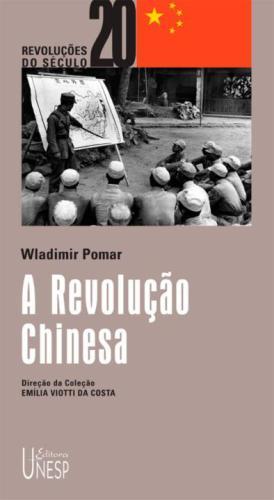 REVOLUÇÕES
DO SÉCULO
20
Wladimir Pomar
A Revolução
Chinesa
Direção da Coleção
EMÍLIA VIOTTI DA COSTA
Editora
UNESP